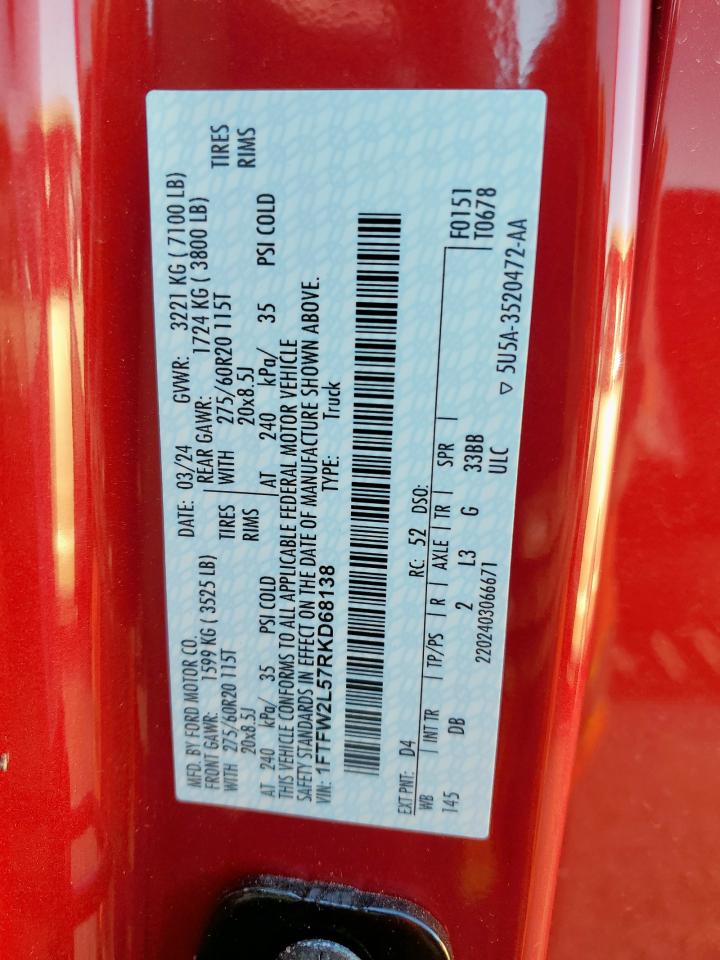 MFD. BY FORD MOTOR CO.
DATE: 03/24 GVWR: 3221 KG ( 7100 LB)
FRONT GAWR: 1599 KG ( 3525 LB) REAR GAWR: 1724 KG ( 3800 LB)
WITH 275/60R20 115T TIRES WITH 275/60R20 115T TIRES
20x8.5J RIMS 20x8.5J RIMS
AT 240 kPa/ 35 PSI COLD AT 240 kPa/ 35 PSI COLD
THIS VEHICLE CONFORMS TO ALL APPLICABLE FEDERAL MOTOR VEHICLE
SAFETY STANDARDS IN EFFECT ON THE DATE OF MANUFACTURE SHOWN ABOVE.
VIN: 1FTFW2L57RKD68138 TYPE: Truck
EXT PNT: D4 RC: 52 DSO: F0151
WB | INT TR | TP/PS | R | AXLE | TR | SPR | T0678
145 DB 2 L3 G 33BB
2202403066671 ULC ▽ 5U5A-3520472-AA